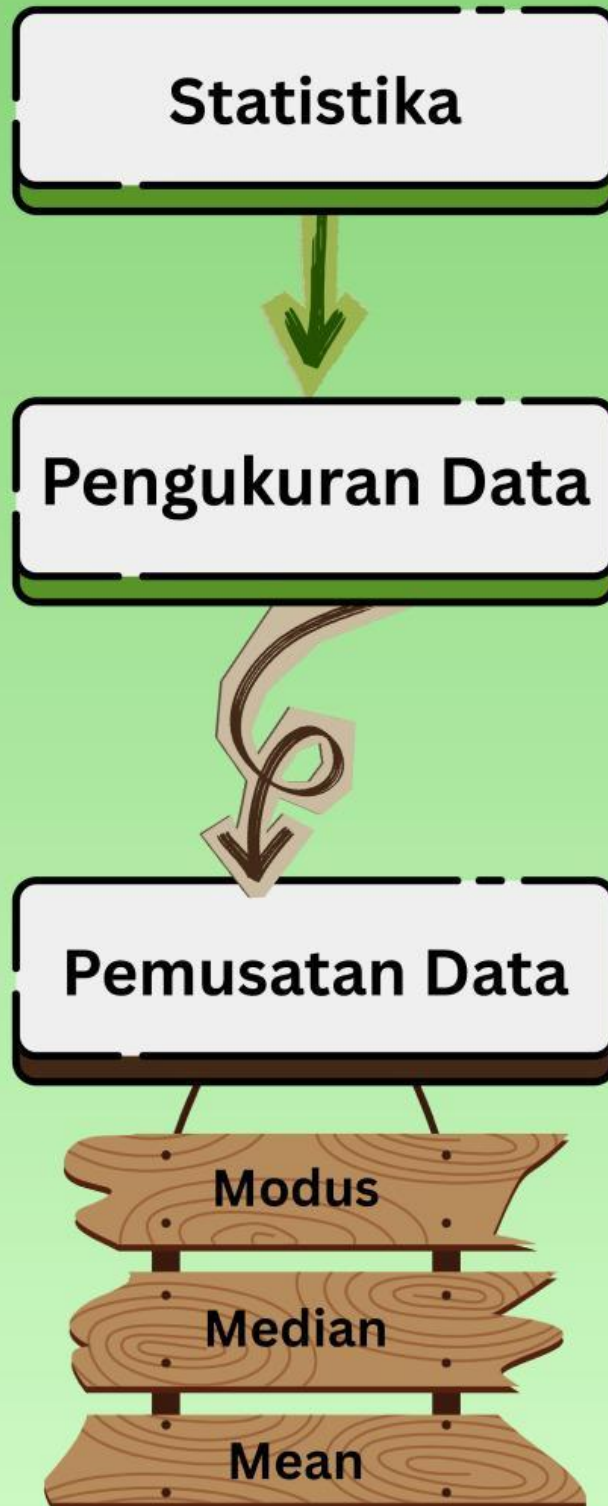 Statistika
Pengukuran Data
Pemusatan Data
Modus
Median
Mean